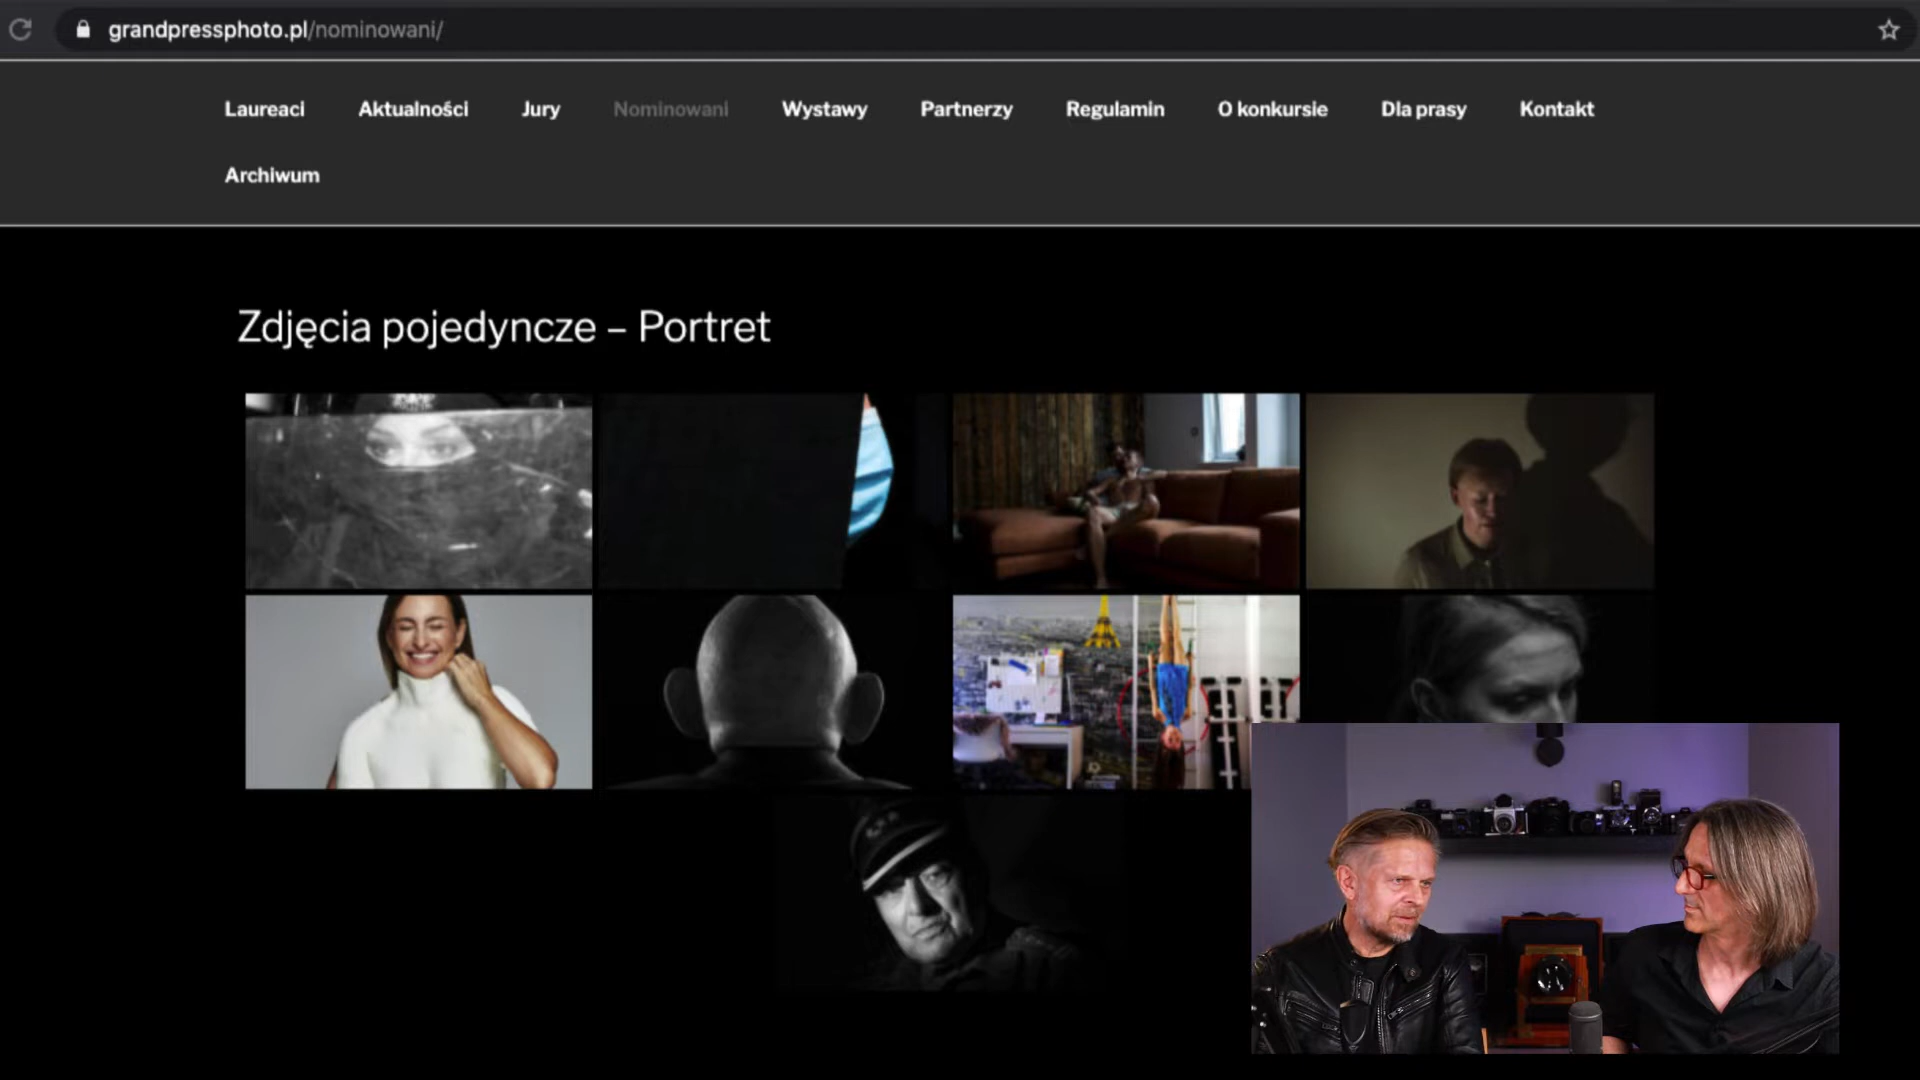 grandpressphoto.pl/nominowani/
Laureaci Aktualności Jury Nominowani Wystawy Partnerzy Regulamin O konkursie Dla prasy Kontakt
Archiwum
Zdjęcia pojedyncze – Portret